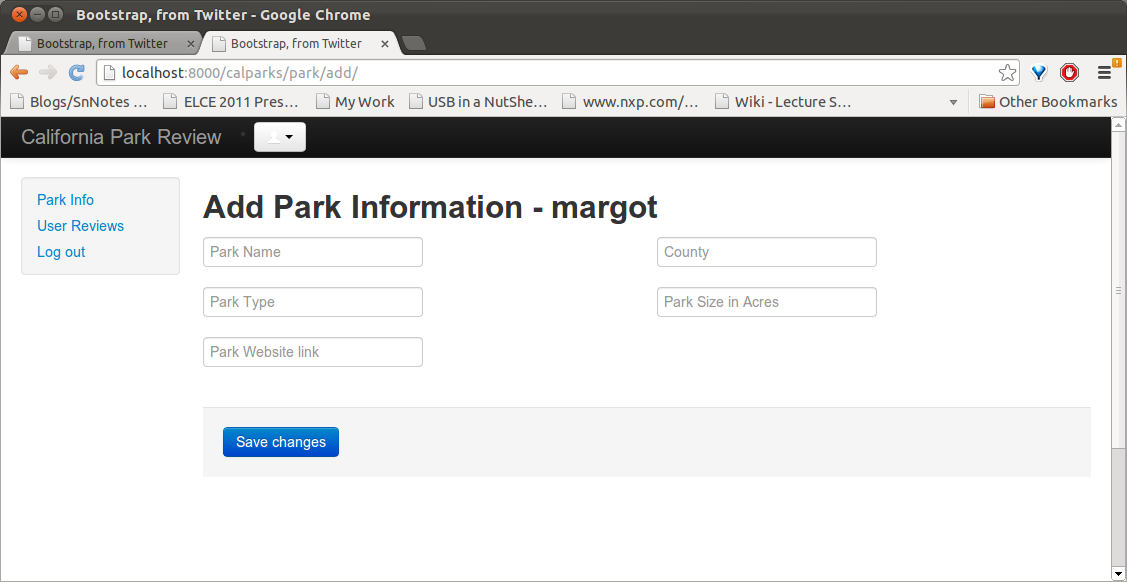 Bootstrap, from Twitter - Google Chrome
Bootstrap, from Twitter
Bootstrap, from Twitter
localhost:8000/calparks/park/add/
Blogs/SnNotes ... ELCE 2011 Pres... My Work USB in a NutShe... www.nxp.com/... Wiki - Lecture S... Other Bookmarks
California Park Review
Park Info
User Reviews
Log out
Add Park Information - margot
Park Name County
Park Type Park Size in Acres
Park Website link
Save changes